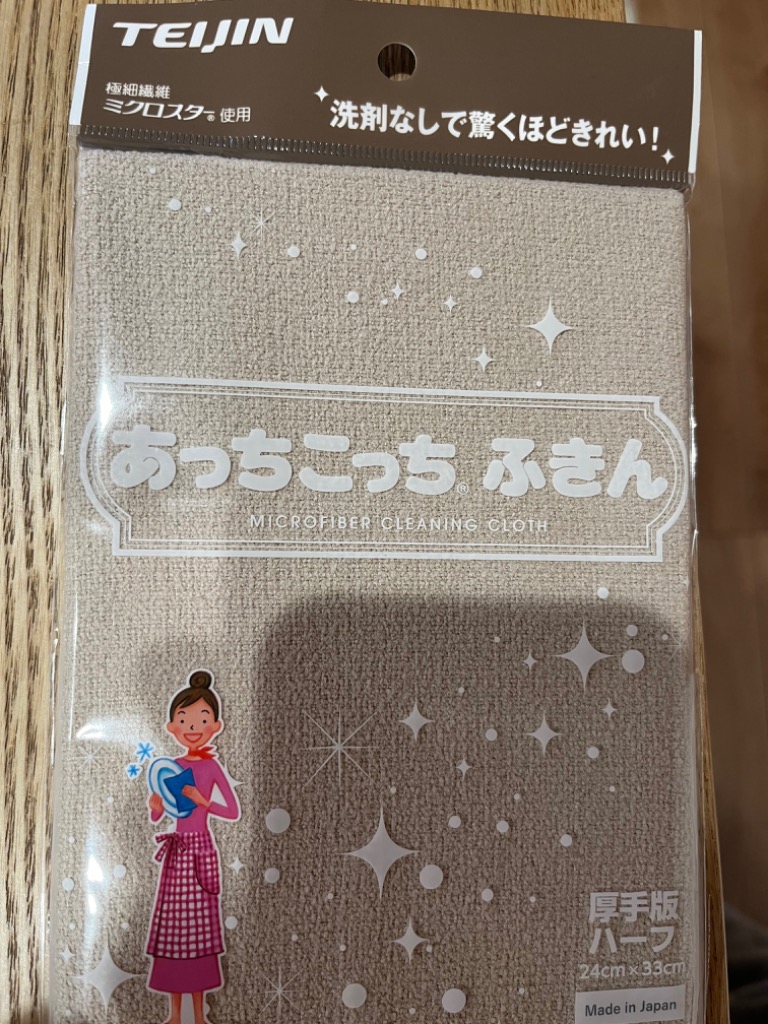 TEIJIN
極細繊維
ミクロスター® 使用
洗剤なしで驚くほどきれい!
あっちこっち® ふきん
MICROFIBER CLEANING CLOTH
厚手版
ハーフ
24cm×33cm
Made in Japan